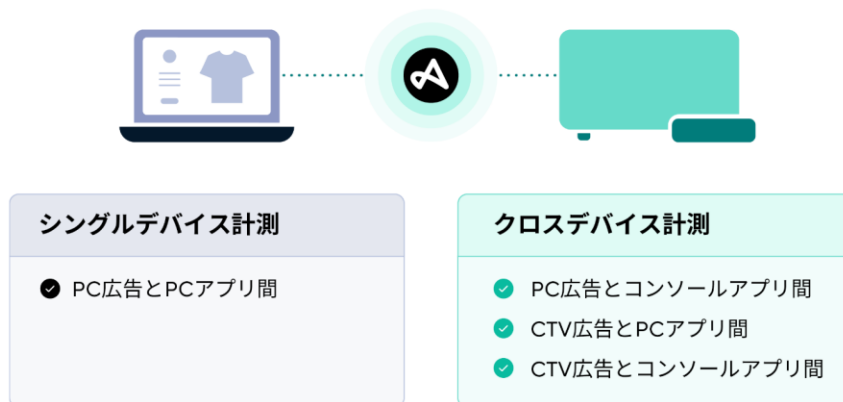 シングルデバイス計測
PC広告とPCアプリ間
クロスデバイス計測
PC広告とコンソールアプリ間
CTV広告とPCアプリ間
CTV広告とコンソールアプリ間